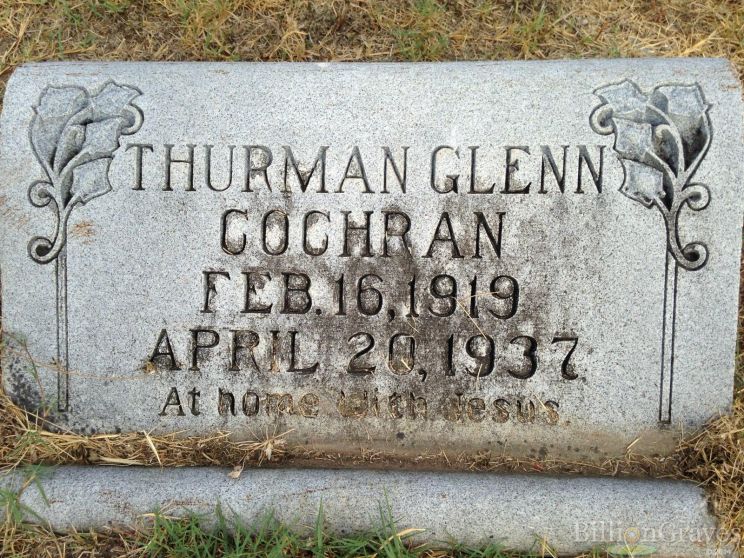 THURMAN GLENN
COCHRAN
FEB. 16, 1919
APRIL 20, 1937
At home with Jesus
BillionGraves